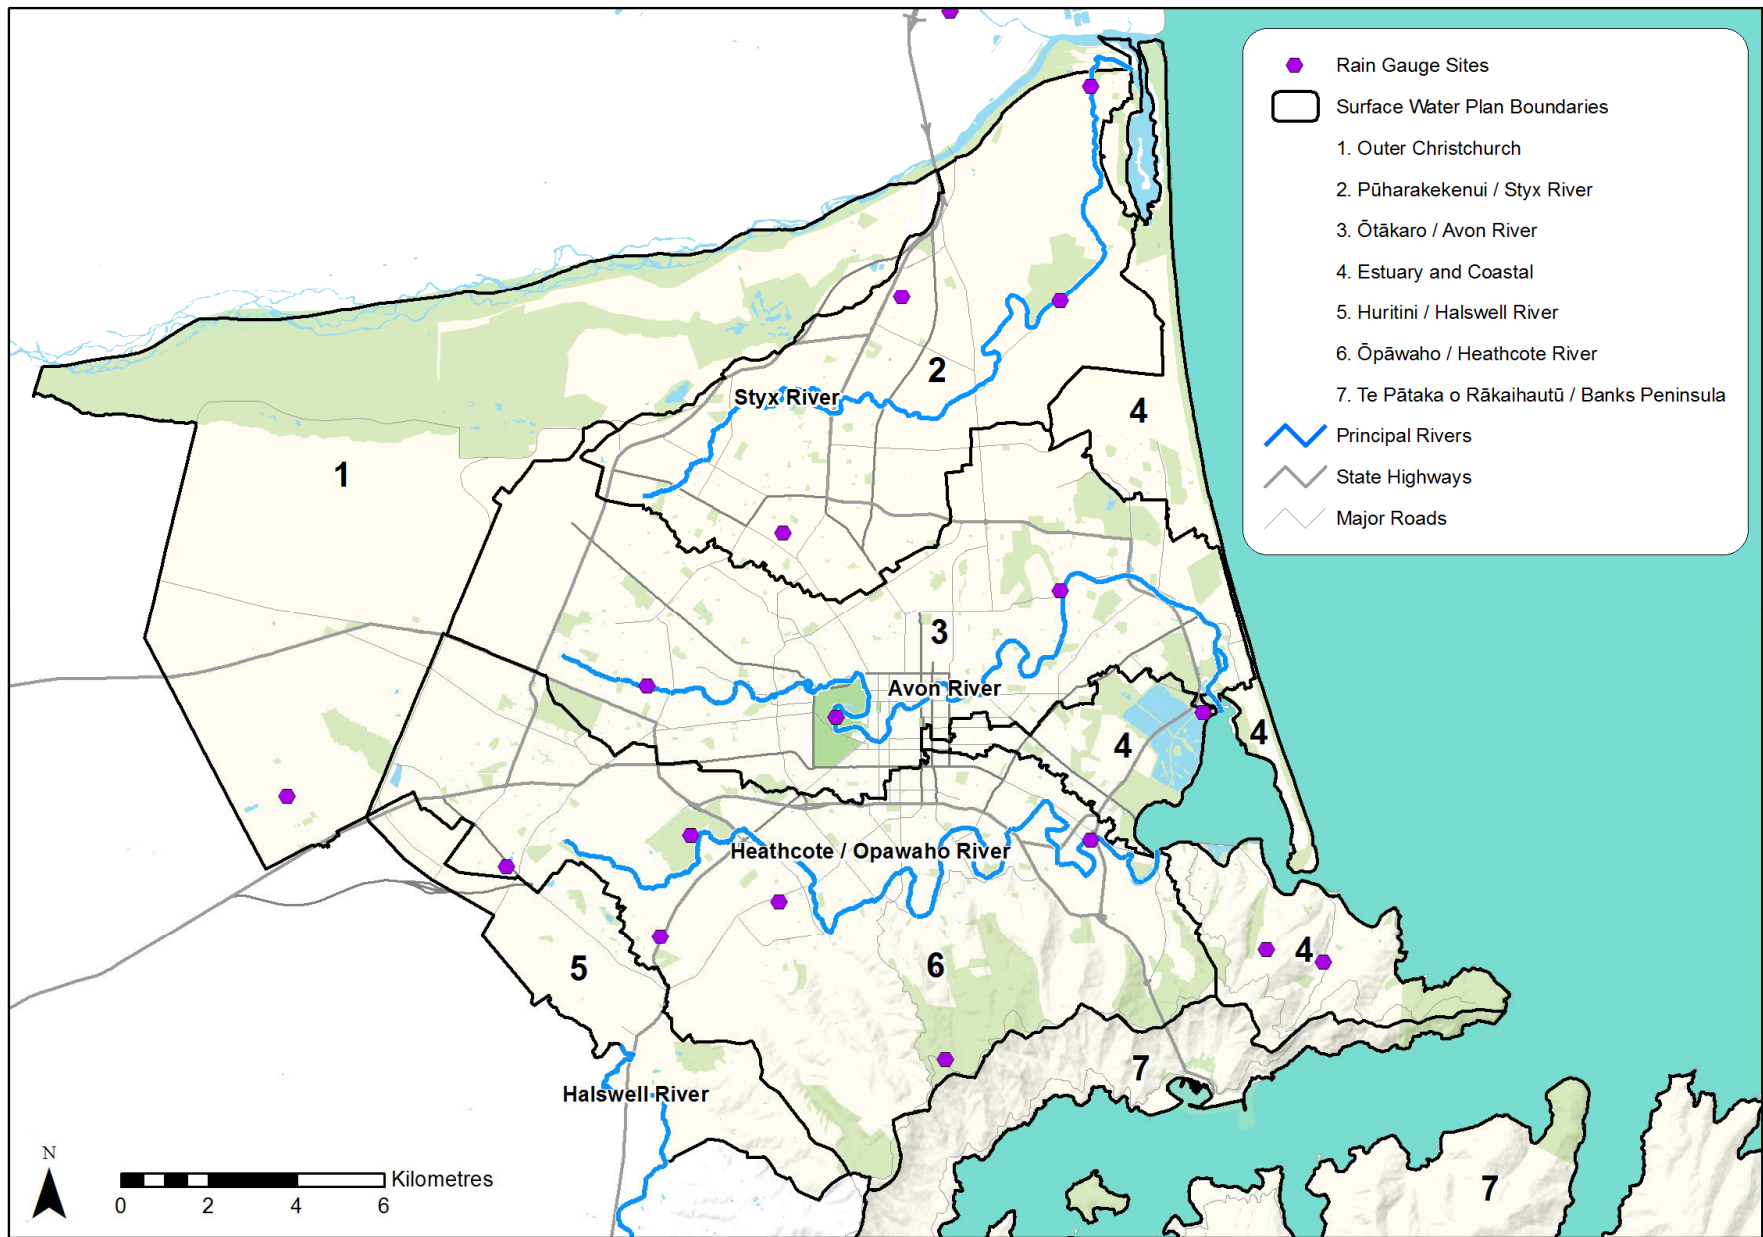 Rain Gauge Sites
Surface Water Plan Boundaries
1. Outer Christchurch
2. Pūharakekenui / Styx River
3. Ōtākaro / Avon River
4. Estuary and Coastal
5. Huritini / Halswell River
6. Ōpāwaho / Heathcote River
7. Te Pātaka o Rākaihautū / Banks Peninsula
Principal Rivers
State Highways
Major Roads
2
Styx River
4
1
3
Avon River
4
4
Heathcote / Opawaho River
4
6
5
7
Halswell River
7
N
Kilometres
0 2 4 6